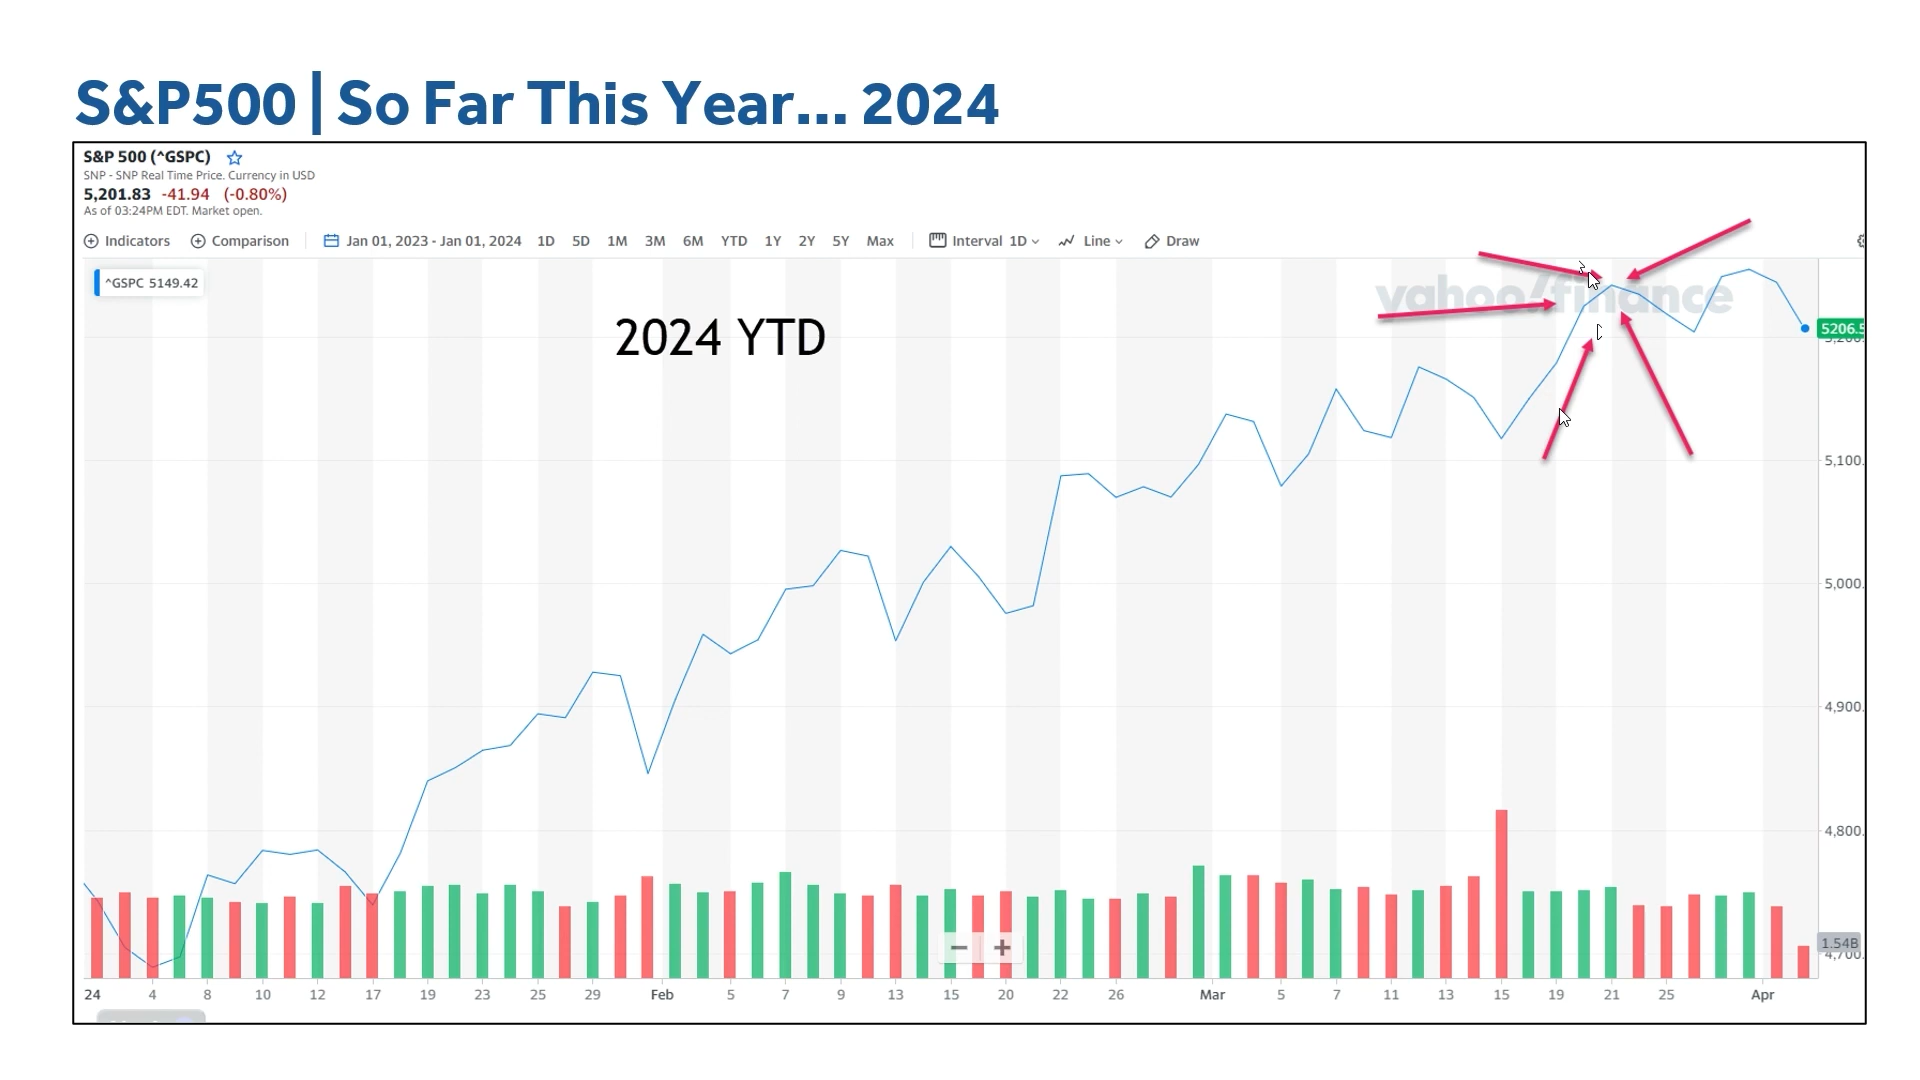 S&P500 | So Far This Year... 2024
S&P 500 (^GSPC)
SNP - SNP Real Time Price. Currency in USD
5,201.83 -41.94 (-0.80%)
As of 03:24PM EDT. Market open.
Indicators Comparison Jan 01, 2023 - Jan 01, 2024 1D 5D 1M 3M 6M YTD 1Y 2Y 5Y Max Interval 1D Line Draw
^GSPC 5149.42
yahoo!finance
2024 YTD
5206.5
5,200.
5,100.
5,000.
4,900.
4,800.
1.54B
4,700.
24 4 8 10 12 17 19 23 25 29 Feb 5 7 9 13 15 20 22 26 Mar 5 7 11 13 15 19 21 25 Apr